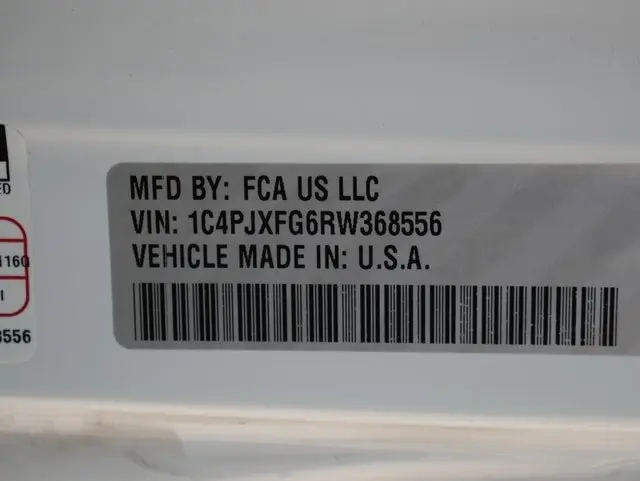 MFD BY: FCA US LLC
VIN: 1C4PJXFG6RW368556
VEHICLE MADE IN: U.S.A.